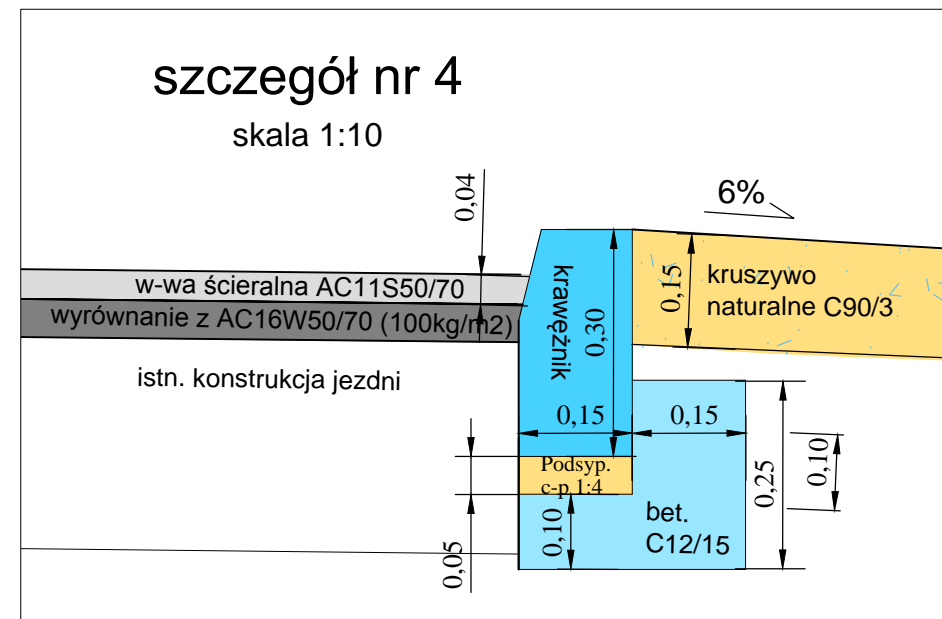 szczegół nr 4
skala 1:10
0,04
6%
w-wa ścieralna AC11S50/70
wyrównanie z AC16W50/70 (100kg/m2)
istn. konstrukcja jezdni
krawężnik
0,30
0,15
kruszywo
naturalne C90/3
0,15
0,15
Podsyp.
c-p 1:4
0,05
0,10
bet.
C12/15
0,25
0,10